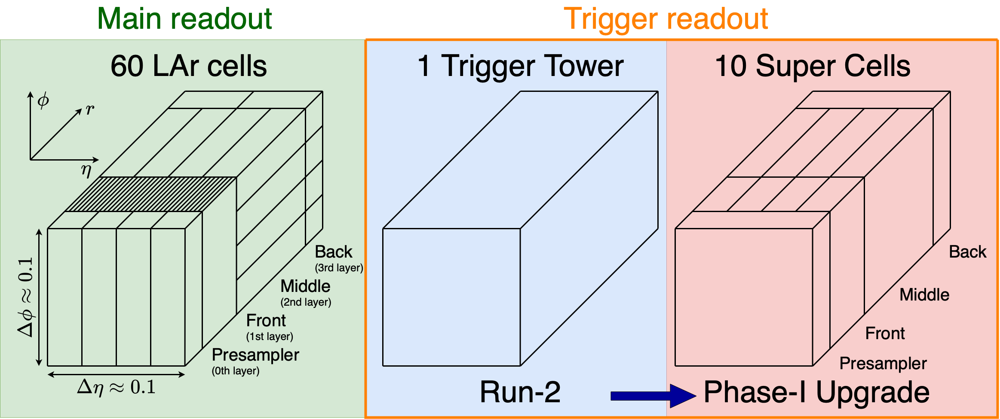 Main readout
Trigger readout
60 LAr cells
1 Trigger Tower
10 Super Cells
ϕ
r
η
Δϕ ≈ 0.1
Δη ≈ 0.1
Back
(3rd layer)
Middle
(2nd layer)
Front
(1st layer)
Presampler
(0th layer)
Back
Middle
Front
Presampler
Run-2
Phase-I Upgrade